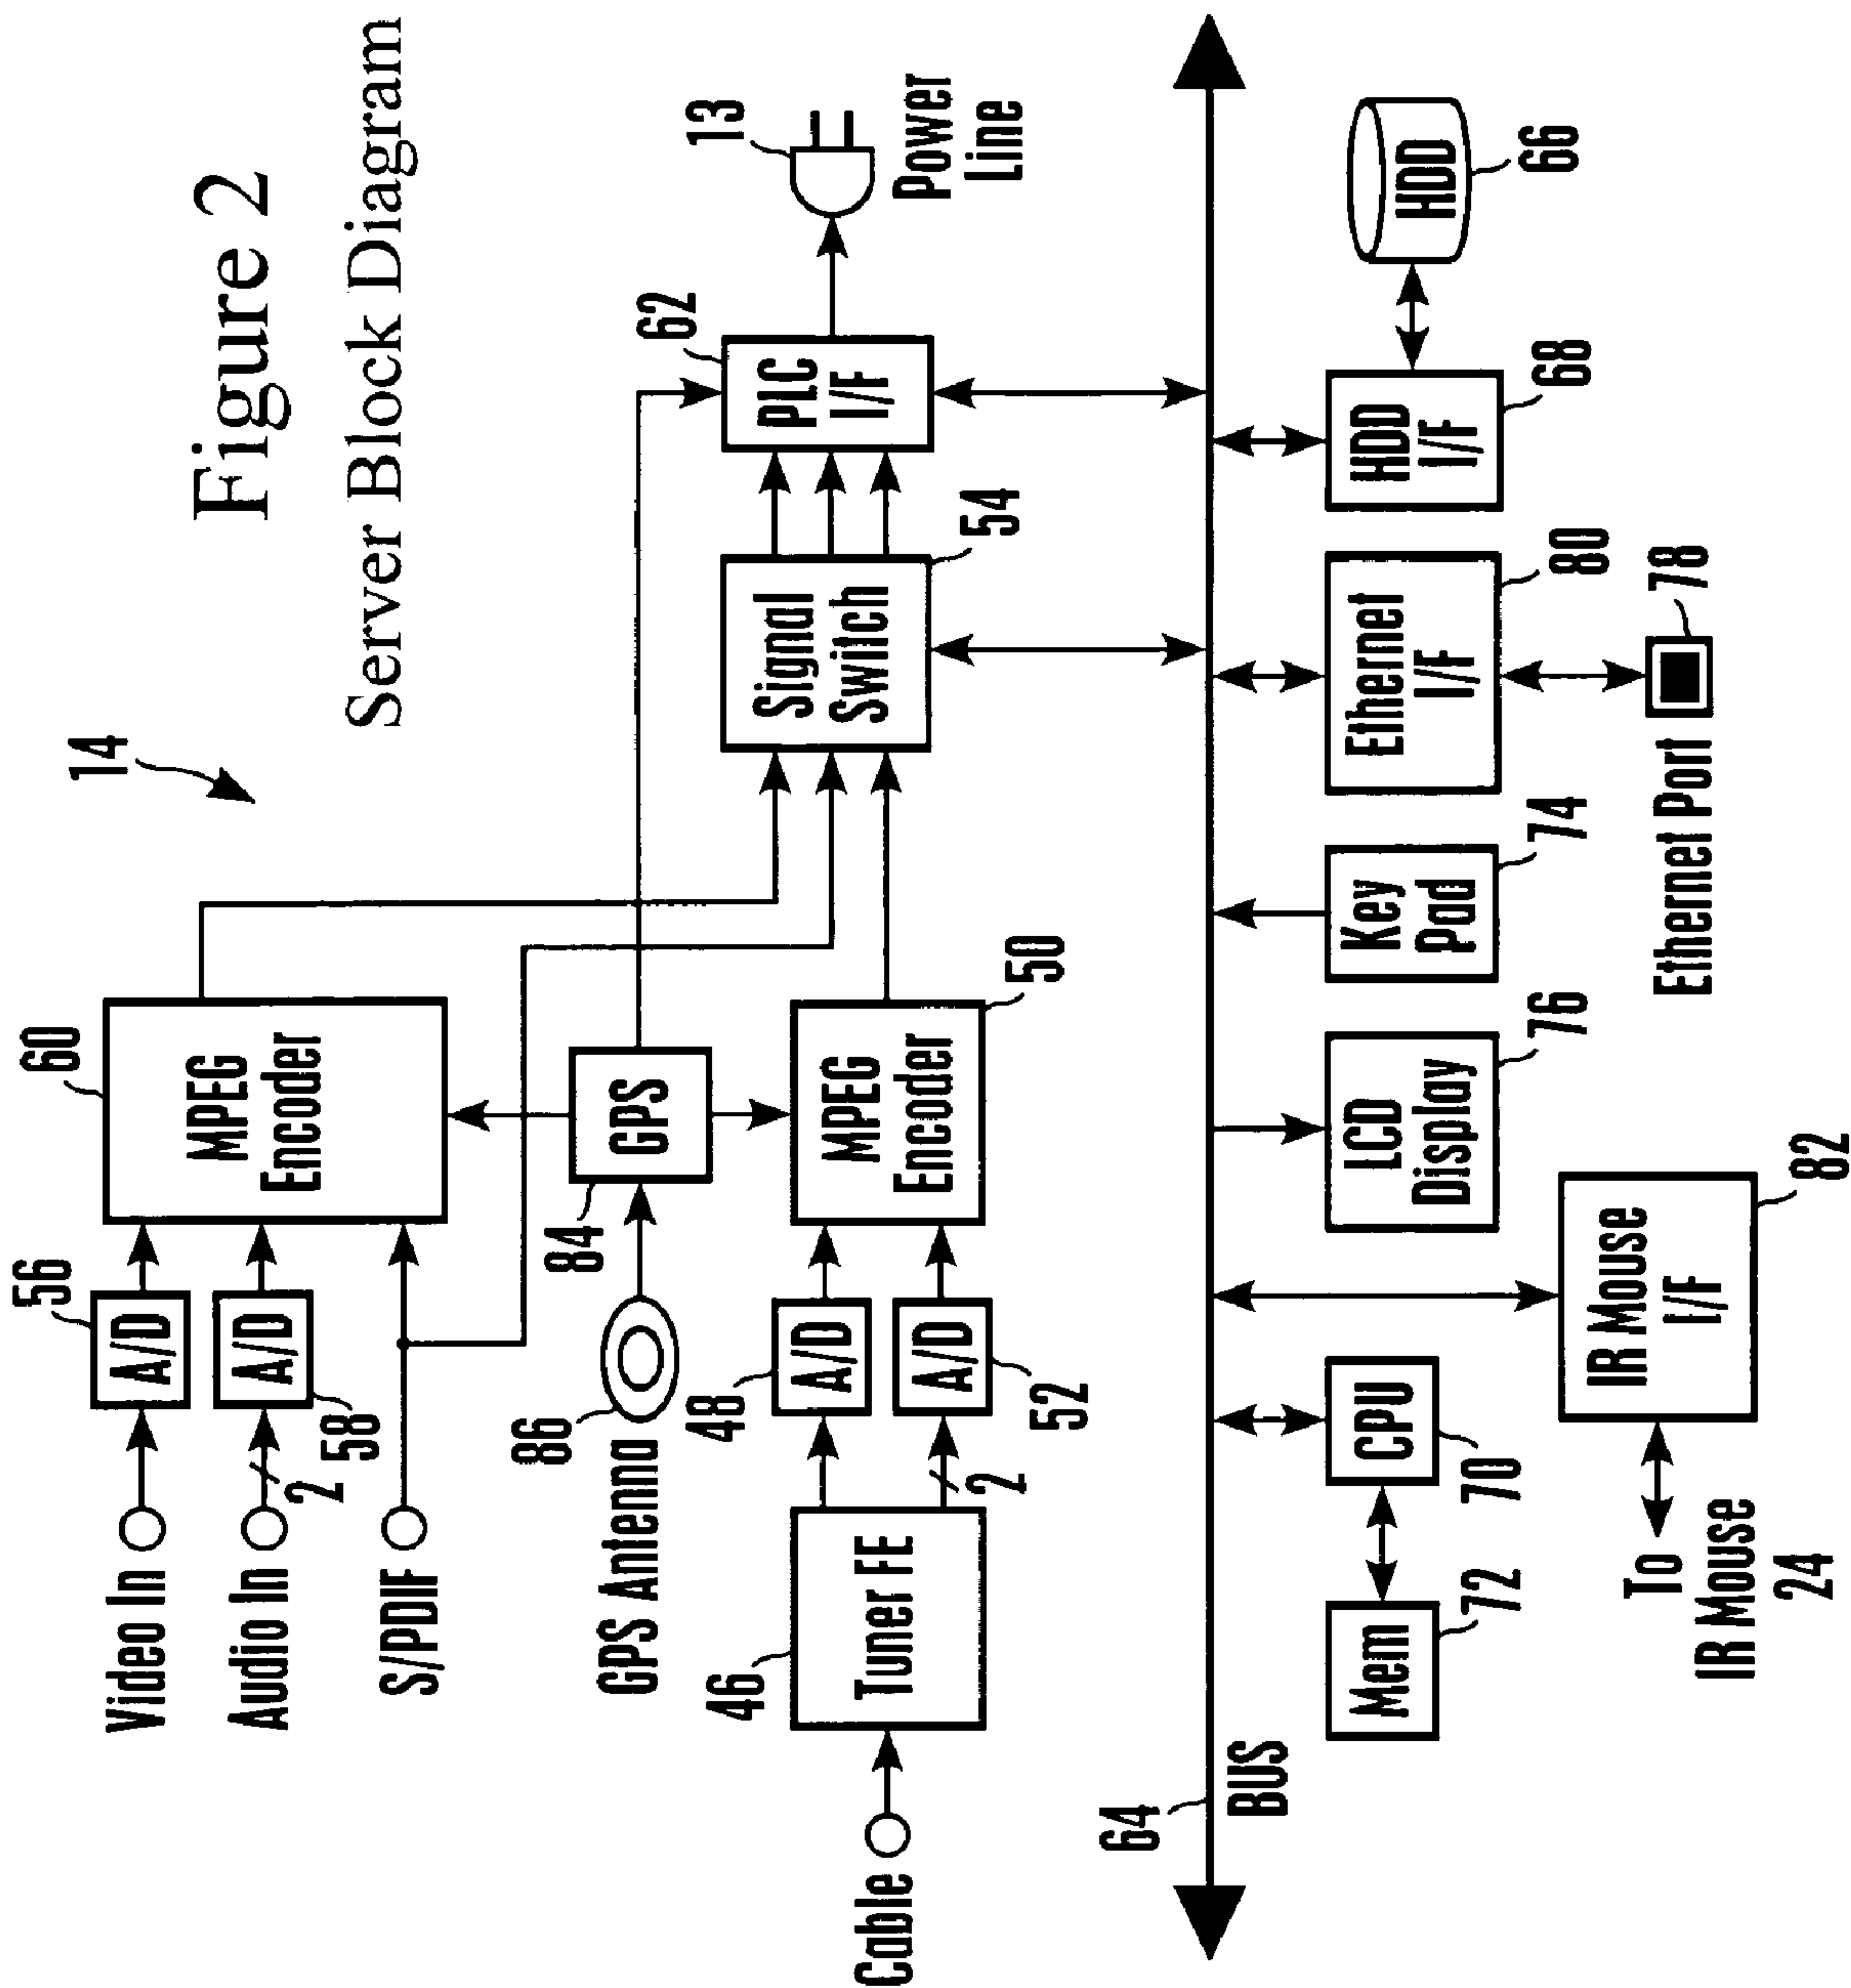 Figure 2
Server Block Diagram
14
60
56
Video In
A/D
MPEG
Encoder
Audio In
2
A/D
58
S/PDIF
86
GPS Antenna
84
GPS
62
PLC
I/F
13
Power
Line
Signal
Switch
54
46
Tuner FE
Cable
48
A/D
2
A/D
52
MPEG
Encoder
50
64
BUS
Mem
72
CPU
70
LCD
Display
76
Key
Pad
74
Ethernet
I/F
80
HDD
I/F
68
HDD
66
To
IR Mouse
24
IR Mouse
I/F
82
Ethernet Port
78